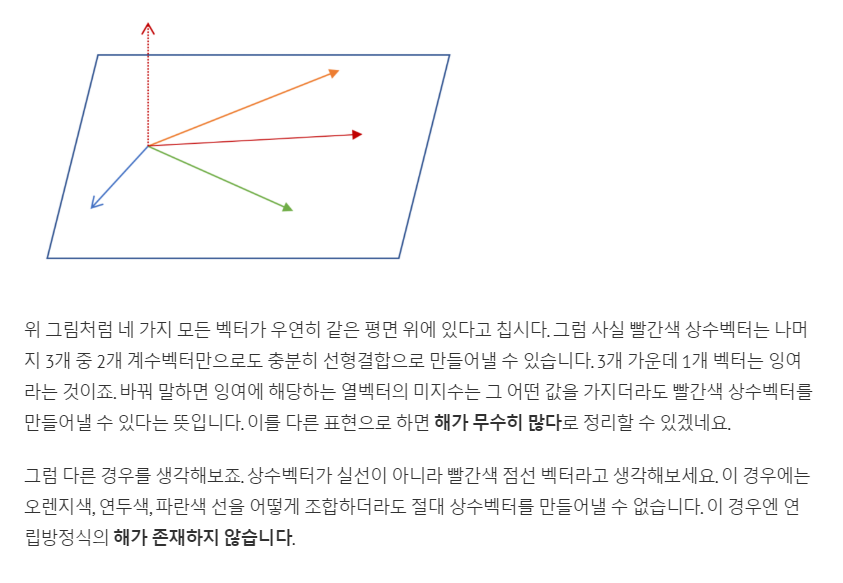 위 그림처럼 네 가지 모든 벡터가 우연히 같은 평면 위에 있다고 칩시다. 그럼 사실 빨간색 상수벡터는 나머
지 3개 중 2개 계수벡터만으로도 충분히 선형결합으로 만들어낼 수 있습니다. 3개 가운데 1개 벡터는 잉여
라는 것이죠. 바꿔 말하면 잉여에 해당하는 열벡터의 미지수는 그 어떤 값을 가지더라도 빨간색 상수벡터를
만들어낼 수 있다는 뜻입니다. 이를 다른 표현으로 하면 해가 무수히 많다로 정리할 수 있겠네요.
그럼 다른 경우를 생각해보죠. 상수벡터가 실선이 아니라 빨간색 점선 벡터라고 생각해보세요. 이 경우에는
오렌지색, 연두색, 파란색 선을 어떻게 조합하더라도 절대 상수벡터를 만들어낼 수 없습니다. 이 경우엔 연
립방정식의 해가 존재하지 않습니다.